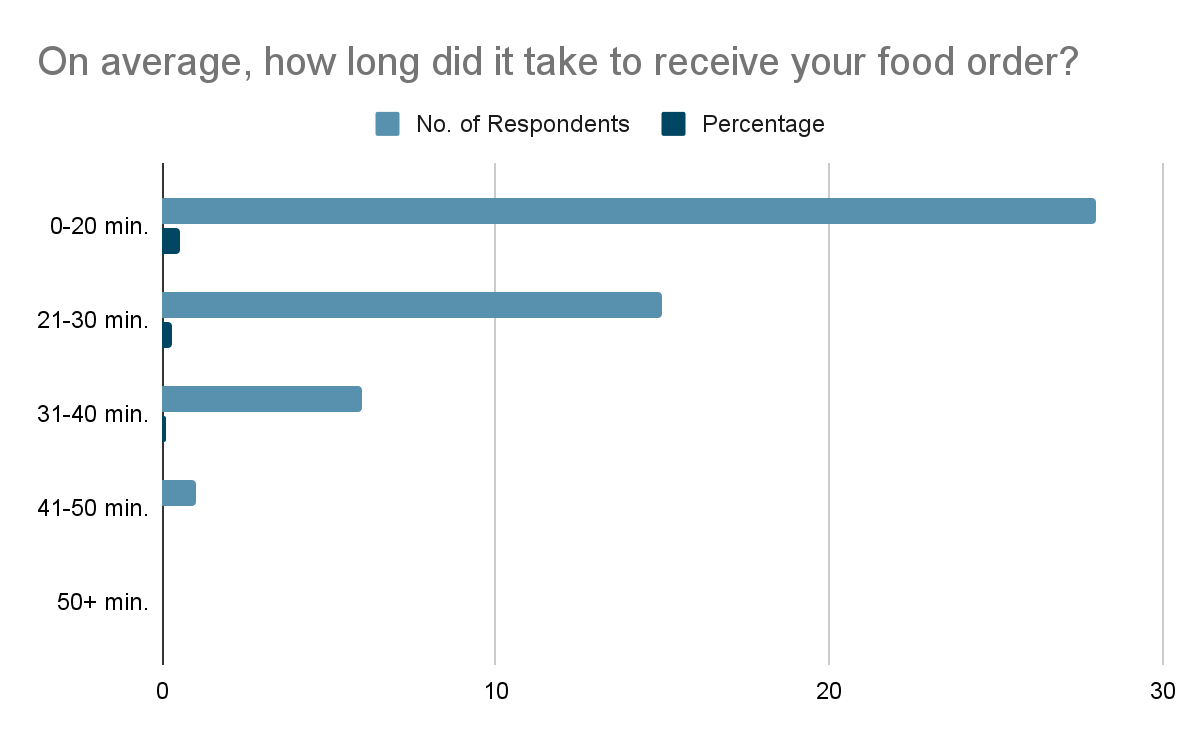 On average, how long did it take to receive your food order?
No. of Respondents Percentage
0-20 min.
21-30 min.
31-40 min.
41-50 min.
50+ min.
0 10 20 30